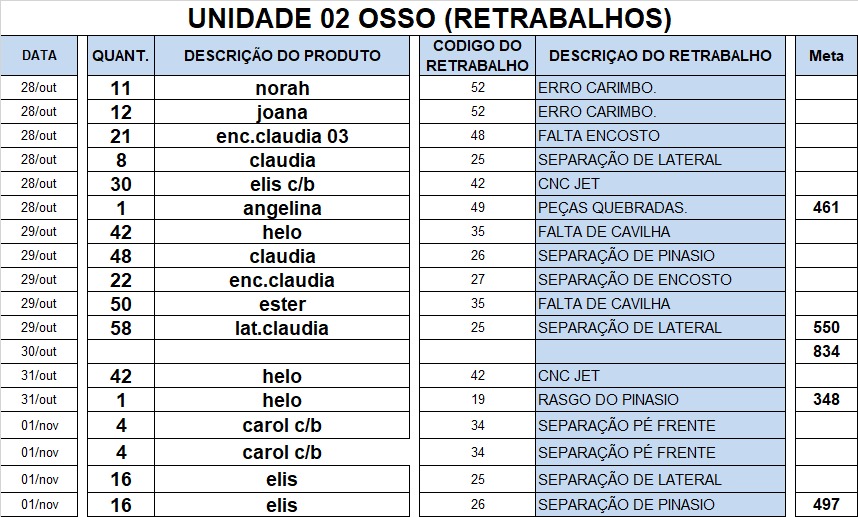 UNIDADE 02 OSSO (RETRABALHOS)
DATA QUANT. DESCRIÇÃO DO PRODUTO CODIGO DO RETRABALHO DESCRIÇAO DO RETRABALHO Meta
28/out 11 norah 52 ERRO CARIMBO.
28/out 12 joana 52 ERRO CARIMBO.
28/out 21 enc.claudia 03 48 FALTA ENCOSTO
28/out 8 claudia 25 SEPARAÇÃO DE LATERAL
28/out 30 elis c/b 42 CNC JET
28/out 1 angelina 49 PEÇAS QUEBRADAS. 461
29/out 42 helo 35 FALTA DE CAVILHA
29/out 48 claudia 26 SEPARAÇÃO DE PINASIO
29/out 22 enc.claudia 27 SEPARAÇÃO DE ENCOSTO
29/out 50 ester 35 FALTA DE CAVILHA
29/out 58 lat.claudia 25 SEPARAÇÃO DE LATERAL 550
30/out 834
31/out 42 helo 42 CNC JET
31/out 1 helo 19 RASGO DO PINASIO 348
01/nov 4 carol c/b 34 SEPARAÇÃO PÉ FRENTE
01/nov 4 carol c/b 34 SEPARAÇÃO PÉ FRENTE
01/nov 16 elis 25 SEPARAÇÃO DE LATERAL
01/nov 16 elis 26 SEPARAÇÃO DE PINASIO 497